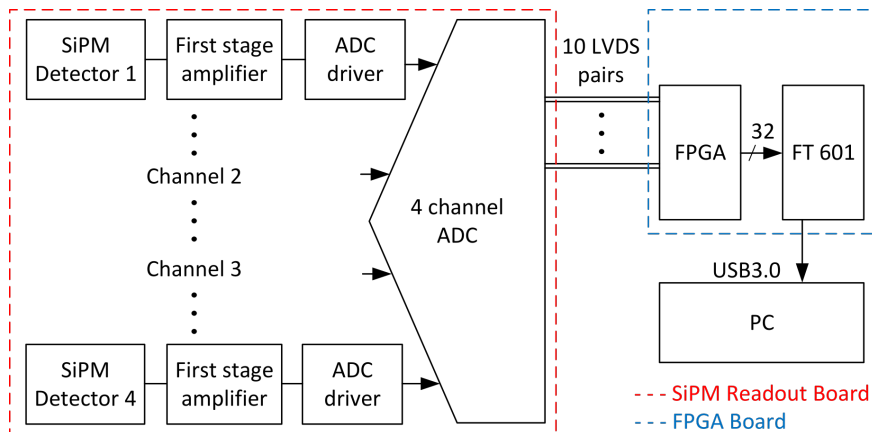 SiPM
Detector 1
First stage
amplifier
ADC
driver
10 LVDS
pairs
FPGA
32
FT 601
Channel 2
4 channel
ADC
Channel 3
USB3.0
PC
SiPM
Detector 4
First stage
amplifier
ADC
driver
SiPM Readout Board
FPGA Board